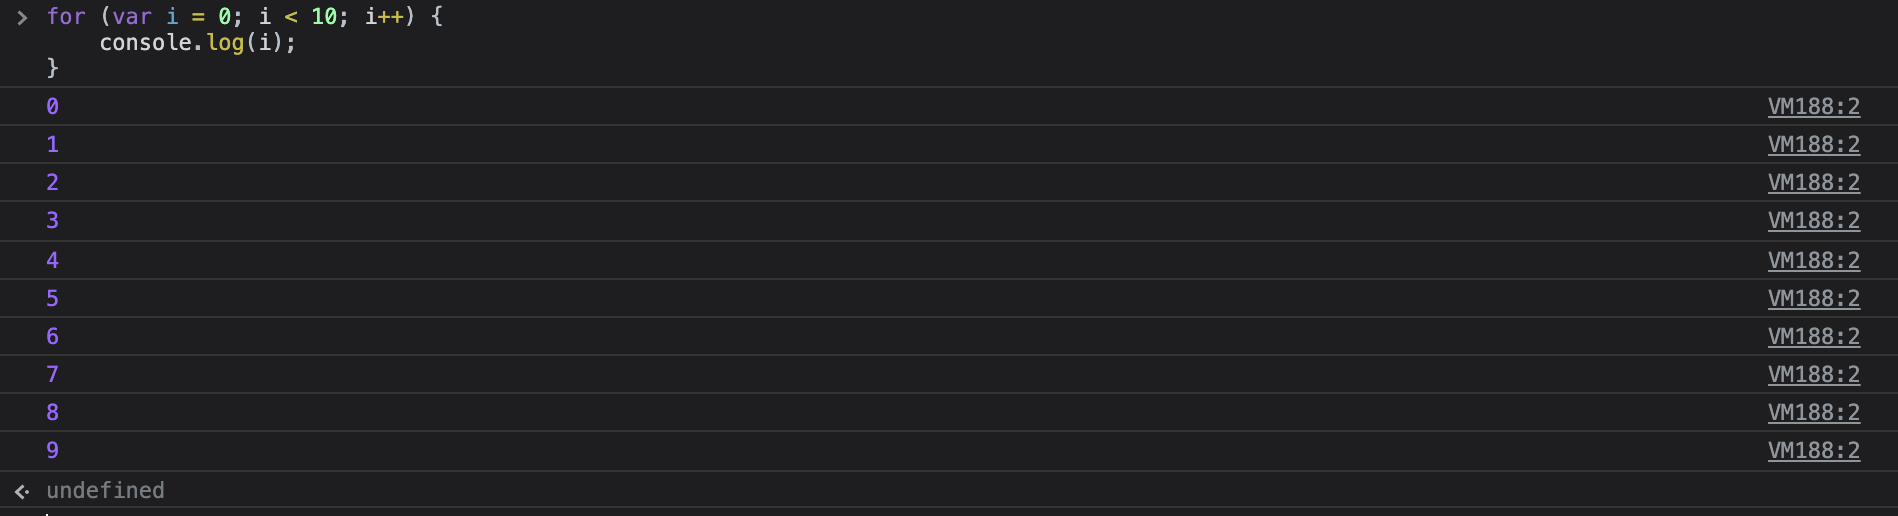 > for (var i = 0; i < 10; i++) {
    console.log(i);
}
0 VM188:2
1 VM188:2
2 VM188:2
3 VM188:2
4 VM188:2
5 VM188:2
6 VM188:2
7 VM188:2
8 VM188:2
9 VM188:2
undefined